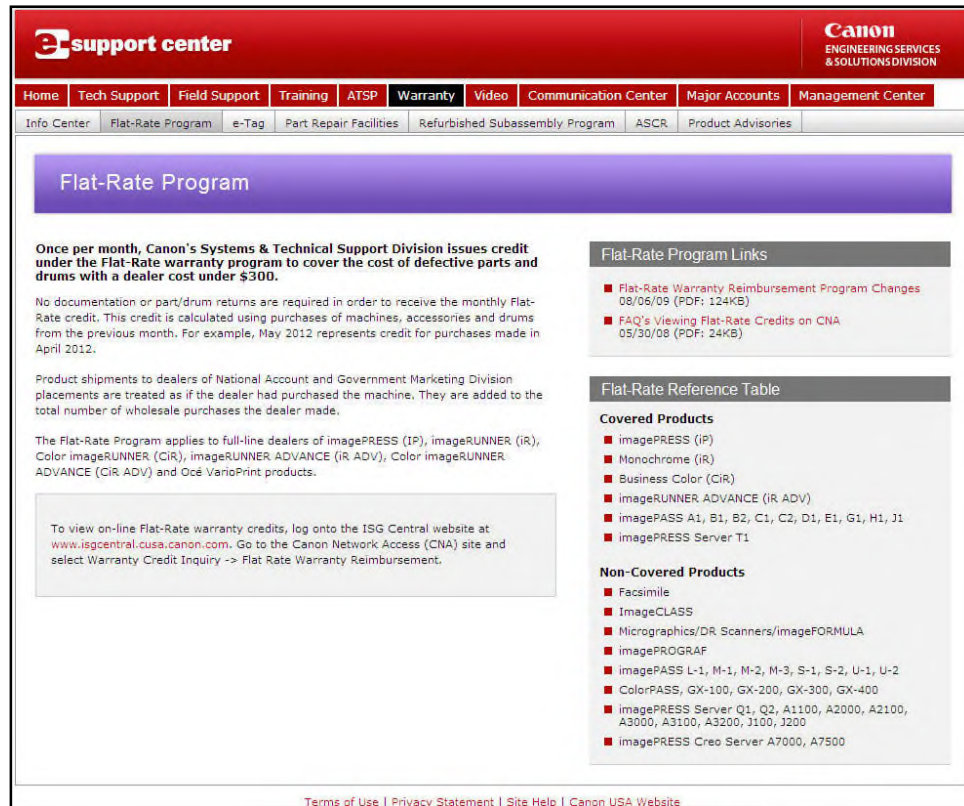 e-support center
Canon
ENGINEERING SERVICES
& SOLUTIONS DIVISION
Home Tech Support Field Support Training ATSP Warranty Video Communication Center Major Accounts Management Center
Info Center Flat-Rate Program e-Tag Part Repair Facilities Refurbished Subassembly Program ASCR Product Advisories
Flat-Rate Program
Once per month, Canon's Systems & Technical Support Division issues credit
under the Flat-Rate warranty program to cover the cost of defective parts and
drums with a dealer cost under $300.
No documentation or part/drum returns are required in order to receive the monthly Flat-
Rate credit. This credit is calculated using purchases of machines, accessories and drums
from the previous month. For example, May 2012 represents credit for purchases made in
April 2012.
Product shipments to dealers of National Account and Government Marketing Division
placements are treated as if the dealer had purchased the machine. They are added to the
total number of wholesale purchases the dealer made.
The Flat-Rate Program applies to full-line dealers of imagePRESS (IP), imageRUNNER (iR),
Color imageRUNNER (CiR), imageRUNNER ADVANCE (iR ADV), Color imageRUNNER
ADVANCE (CiR ADV) and Océ VarioPrint products.
To view on-line Flat-Rate warranty credits, log onto the ISG Central website at
www.isgcentral.cusa.canon.com. Go to the Canon Network Access (CNA) site and
select Warranty Credit Inquiry -> Flat Rate Warranty Reimbursement.
Flat-Rate Program Links
Flat-Rate Warranty Reimbursement Program Changes
08/06/09 (PDF: 124KB)
FAQ's Viewing Flat-Rate Credits on CNA
05/30/08 (PDF: 24KB)
Flat-Rate Reference Table
Covered Products
imagePRESS (iP)
Monochrome (iR)
Business Color (CiR)
imageRUNNER ADVANCE (iR ADV)
imagePASS A1, B1, B2, C1, C2, D1, E1, G1, H1, J1
imagePRESS Server T1
Non-Covered Products
Facsimile
ImageCLASS
Micrographics/DR Scanners/imageFORMULA
imagePROGRAF
imagePASS L-1, M-1, M-2, M-3, S-1, S-2, U-1, U-2
ColorPASS, GX-100, GX-200, GX-300, GX-400
imagePRESS Server Q1, Q2, A1100, A2000, A2100,
A3000, A3100, A3200, J100, J200
imagePRESS Creo Server A7000, A7500
Terms of Use | Privacy Statement | Site Help | Canon USA Website